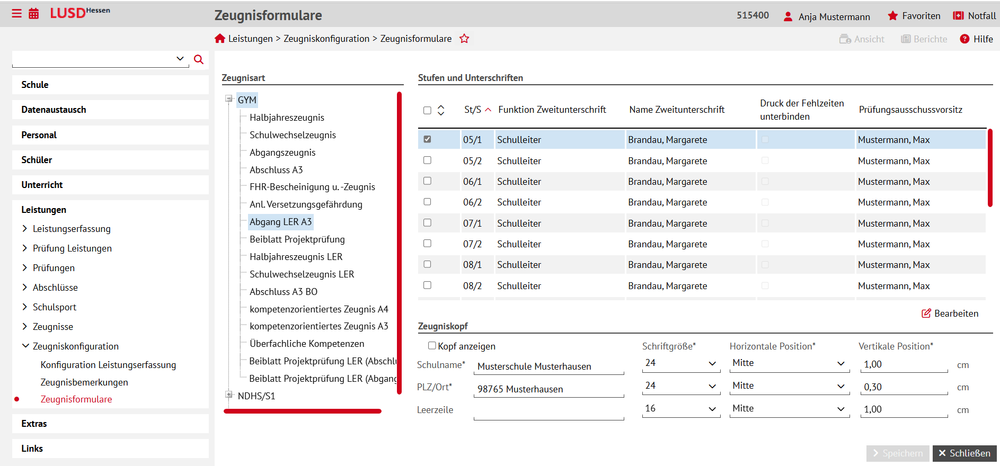 LUSD Hessen
Zeugnisformulare
515400 Anja Mustermann Favoriten Notfall
Leistungen > Zeugniskonfiguration > Zeugnisformulare
Ansicht Berichte Hilfe
Schule
Datenaustausch
Personal
Schüler
Unterricht
Leistungen
Leistungserfassung
Prüfung Leistungen
Prüfungen
Abschlüsse
Schulsport
Zeugnisse
Zeugniskonfiguration
Konfiguration Leistungserfassung
Zeugnisbemerkungen
Zeugnisformulare
Extras
Links
Zeugnisart
GYM
Halbjahreszeugnis
Schulwechselzeugnis
Abgangszeugnis
Abschluss A3
FHR-Bescheinigung u. -Zeugnis
Anl. Versetzungsgefährdung
Abgang LER A3
Beiblatt Projektprüfung
Halbjahreszeugnis LER
Schulwechselzeugnis LER
Abschluss A3 BO
kompetenzorientiertes Zeugnis A4
kompetenzorientiertes Zeugnis A3
Überfachliche Kompetenzen
Beiblatt Projektprüfung LER (Abschlu
Beiblatt Projektprüfung LER (Abgang
NDHS/S1
Stufen und Unterschriften
St/S Funktion Zweitunterschrift Name Zweitunterschrift Druck der Fehlzeiten unterbinden Prüfungsausschussvorsitz
05/1 Schulleiter Brandau, Margarete Mustermann, Max
05/2 Schulleiter Brandau, Margarete Mustermann, Max
06/1 Schulleiter Brandau, Margarete Mustermann, Max
06/2 Schulleiter Brandau, Margarete Mustermann, Max
07/1 Schulleiter Brandau, Margarete Mustermann, Max
07/2 Schulleiter Brandau, Margarete Mustermann, Max
08/1 Schulleiter Brandau, Margarete Mustermann, Max
08/2 Schulleiter Brandau, Margarete Mustermann, Max
Bearbeiten
Zeugniskopf
Kopf anzeigen Schriftgröße* Horizontale Position* Vertikale Position*
Schulname* Musterschule Musterhausen 24 Mitte 1,00 cm
PLZ/Ort* 98765 Musterhausen 24 Mitte 0,30 cm
Leerzeile 16 Mitte 1,00 cm
Speichern Schließen